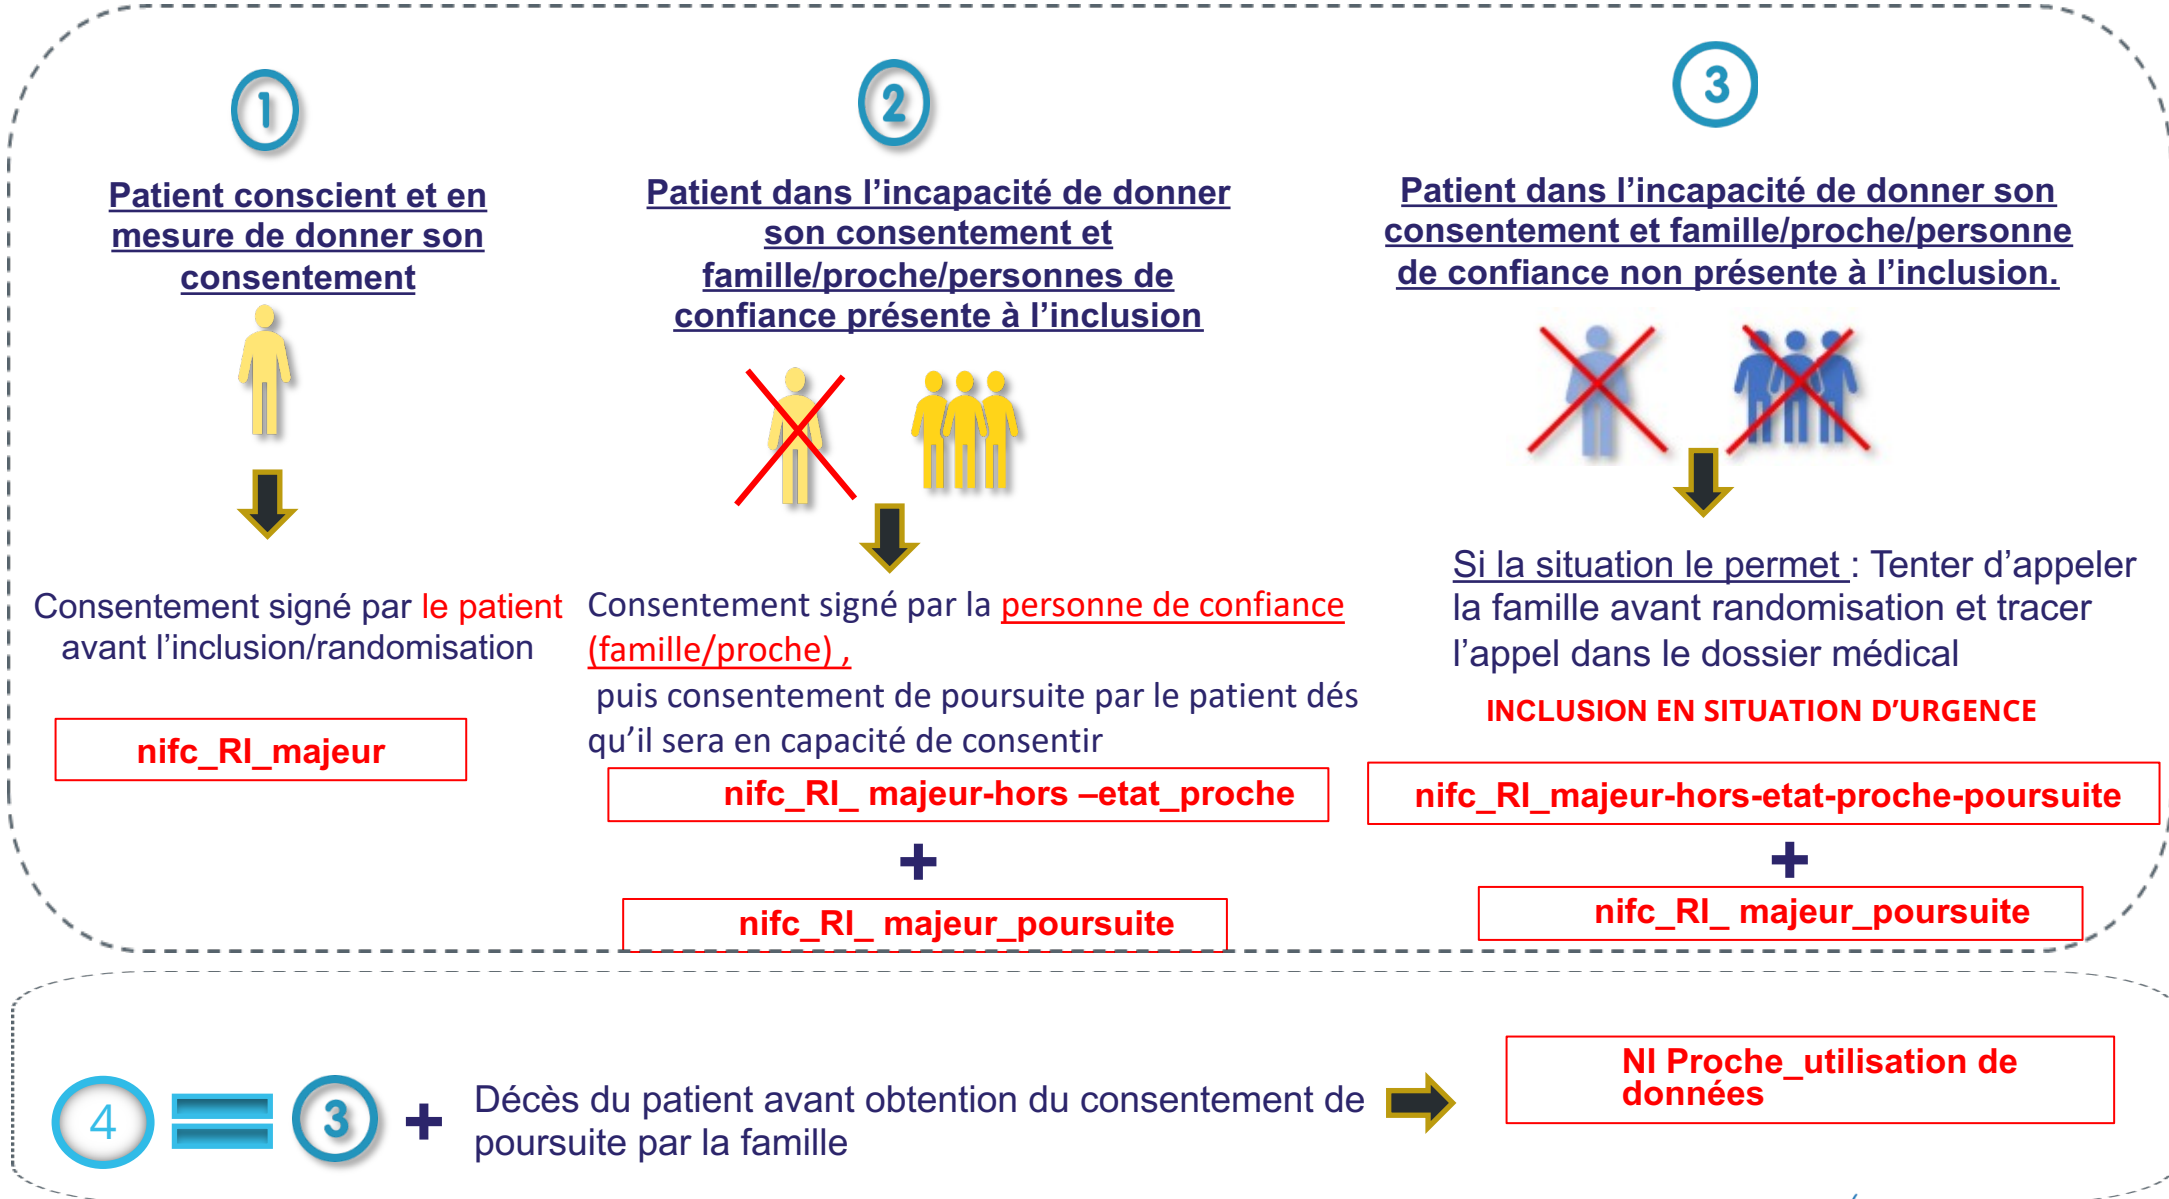 1
Patient conscient et en
mesure de donner son
consentement
Consentement signé par le patient
avant l’inclusion/randomisation
nifc_RI_majeur
2
Patient dans l’incapacité de donner
son consentement et
famille/proche/personnes de
confiance présente à l’inclusion
Consentement signé par la personne de confiance
(famille/proche) ,
puis consentement de poursuite par le patient dés
qu’il sera en capacité de consentir
nifc_RI_ majeur-hors –etat_proche
+
nifc_RI_ majeur_poursuite
3
Patient dans l’incapacité de donner son
consentement et famille/proche/personne
de confiance non présente à l’inclusion.
Si la situation le permet : Tenter d’appeler
la famille avant randomisation et tracer
l’appel dans le dossier médical
INCLUSION EN SITUATION D’URGENCE
nifc_RI_majeur-hors-etat-proche-poursuite
+
nifc_RI_ majeur_poursuite
4 = 3 + Décès du patient avant obtention du consentement de
poursuite par la famille
NI Proche_utilisation de
données